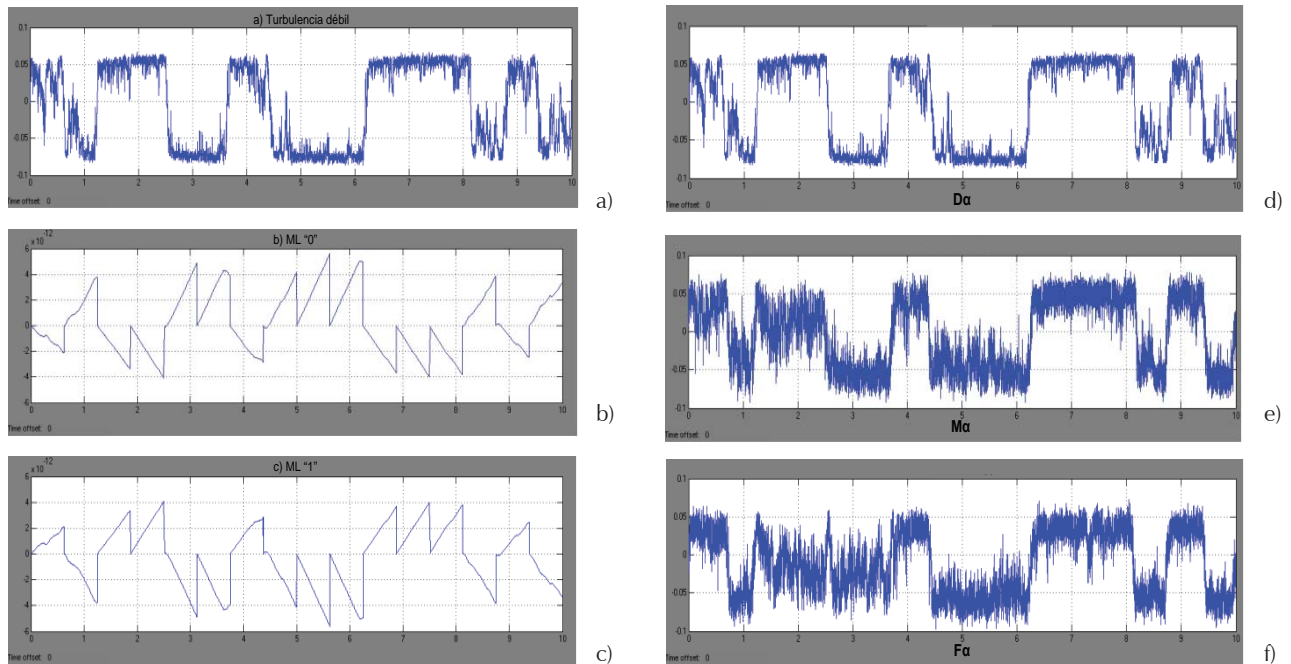 a) Turbulencia débil
0.1
0.05
0
-0.05
-0.1
0 1 2 3 4 5 6 7 8 9 10
Time offset: 0
a)
b) ML “0”
x 10⁻¹²
6
4
2
0
-2
-4
-6
0 1 2 3 4 5 6 7 8 9 10
Time offset: 0
b)
c) ML “1”
x 10⁻¹²
6
4
2
0
-2
-4
-6
0 1 2 3 4 5 6 7 8 9 10
Time offset: 0
c)
0.1
0.05
0
-0.05
-0.1
0 1 2 3 4 5 6 7 8 9 10
Time offset: 0
Dα
d)
0.1
0.05
0
-0.05
-0.1
0 1 2 3 4 5 6 7 8 9 10
Time offset: 0
Mα
e)
0.1
0.05
0
-0.05
-0.1
0 1 2 3 4 5 6 7 8 9 10
Time offset: 0
Fα
f)